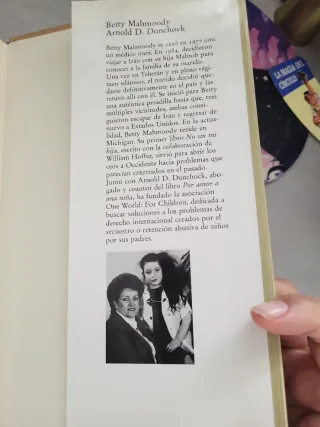 Betty Mahmoody
Arnold D. Dunchock
Betty Mahmoody se casó en 1977 con
un médico iraní. En 1984, decidieron
viajar a Irán con su hija Mahtob para
conocer a la familia de su marido.
Una vez en Teherán y en pleno régi-
men islámico, el marido decidió que-
darse definitivamente en el país y las
retuvo allí con él. Se inició para Betty
una auténtica pesadilla hasta que, tras
múltiples vicisitudes, ambas consi-
guieron escapar de Irán y regresar de
nuevo a Estados Unidos. En la actua-
lidad, Betty Mahmoody reside en
Michigan. Su primer libro No sin mi
hija, escrito con la colaboración de
William Hoffer, sirvió para abrir los
ojos a Occidente hacia problemas que
parecían enterrados en el pasado.
Junto con Arnold D. Dunchock, abo-
gado y coautor del libro Por amor a
una niña, ha fundado la asociación
One World: For Children, dedicada a
buscar soluciones a los problemas de
derecho internacional creados por el
secuestro o retención abusiva de niños
por sus padres.
LA MAGIA DEL
CIRCULO